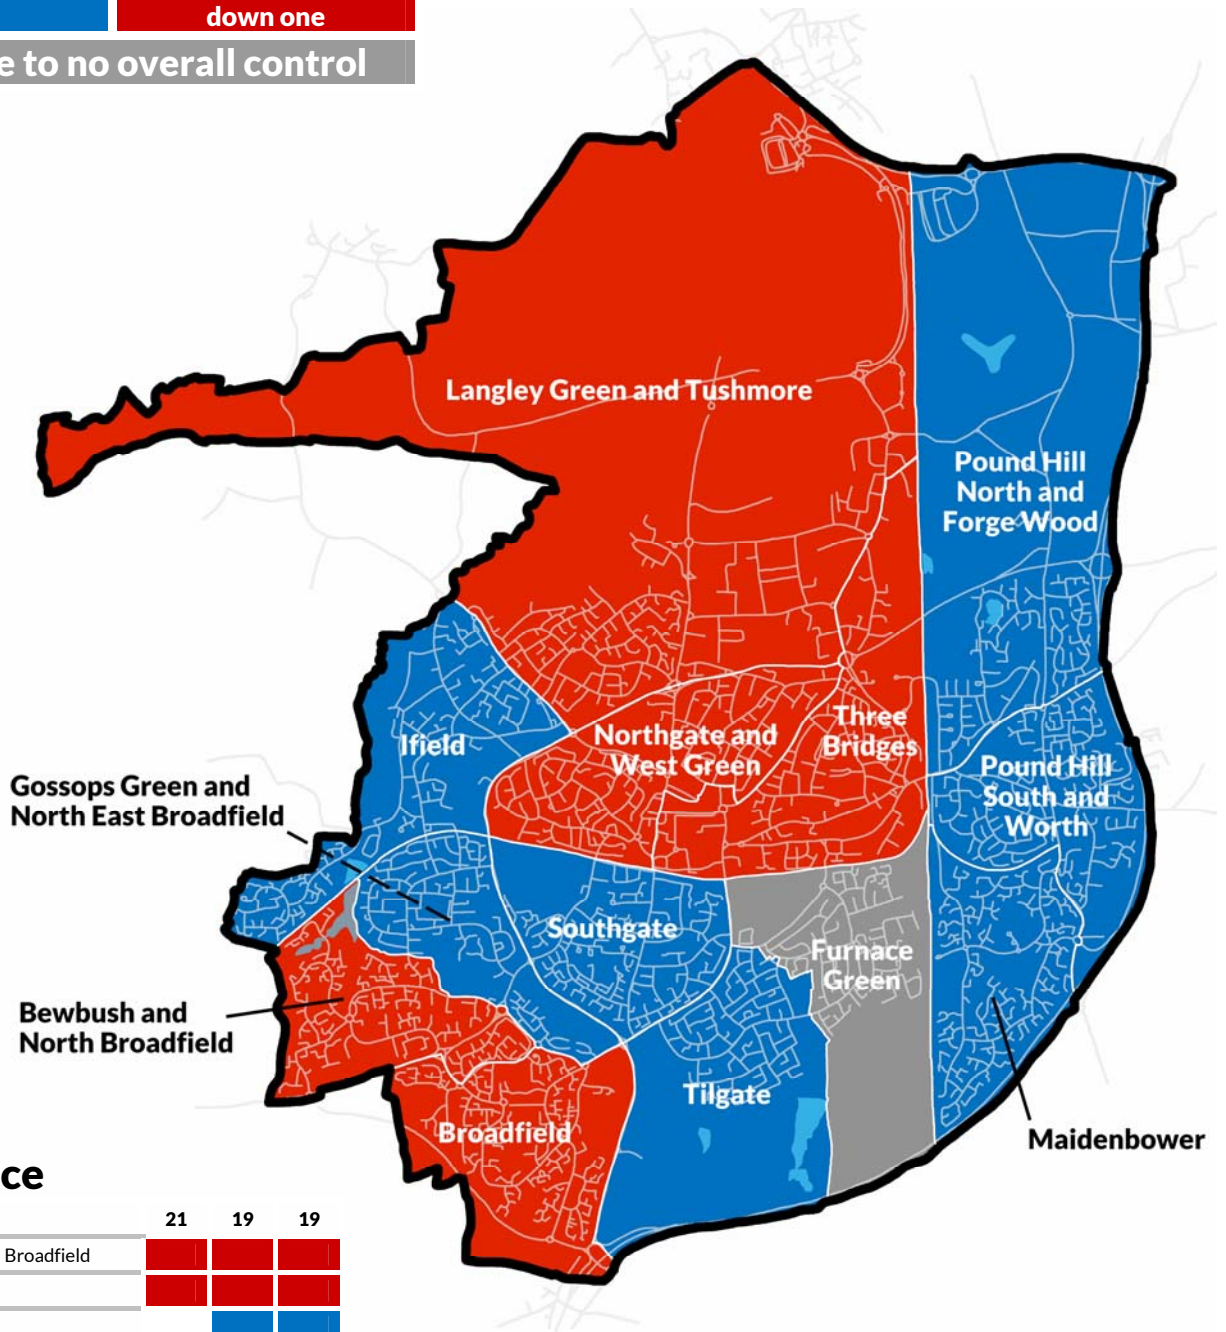 down one
e to no overall control
Langley Green and Tushmore
Pound Hill
North and
Forge Wood
Three
Bridges
Northgate and
West Green
Ifield
Pound Hill
South and
Worth
Gossops Green and
North East Broadfield
Southgate
Furnace
Green
Bewbush and
North Broadfield
Tilgate
Broadfield
Maidenbower
ce
21 19 19
Broadfield